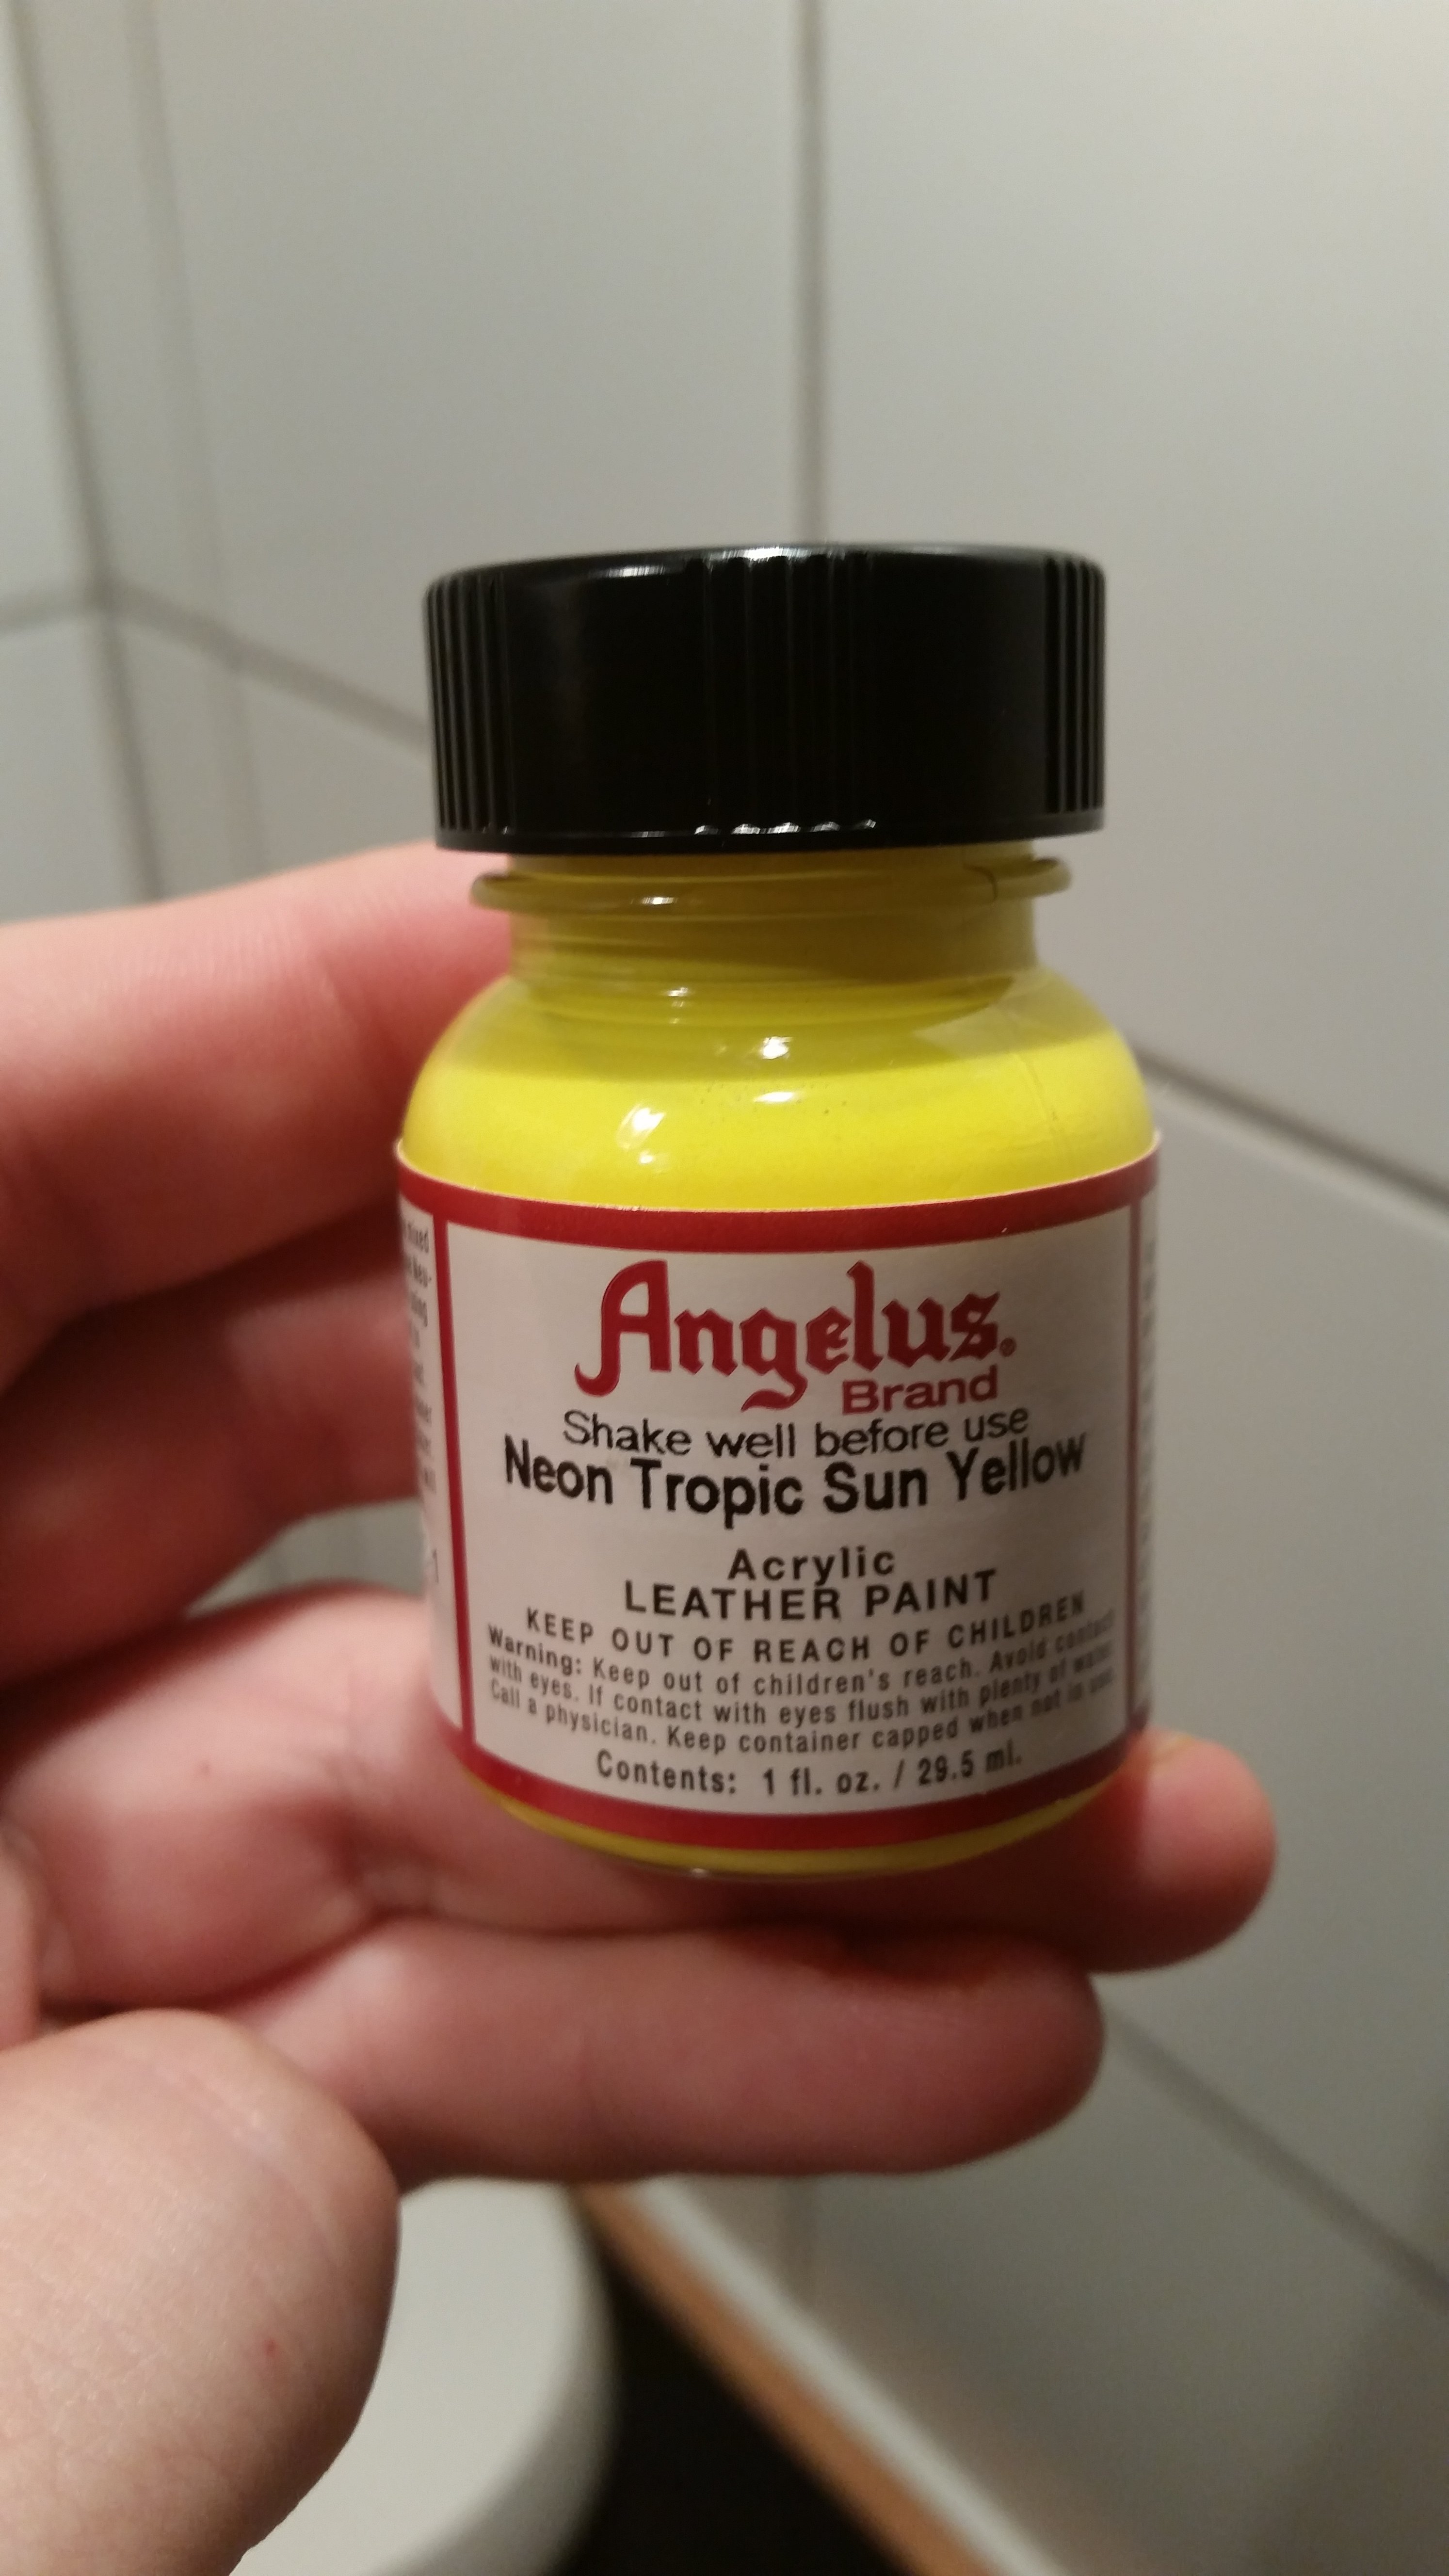 Angelus®
Brand
Shake well before use
Neon Tropic Sun Yellow
Acrylic
LEATHER PAINT
KEEP OUT OF REACH OF CHILDREN
Warning: Keep out of children's reach. Avoid contact
with eyes. If contact with eyes flush with plenty of water.
Call a physician. Keep container capped when not in use.
Contents: 1 fl. oz. / 29.5 ml.